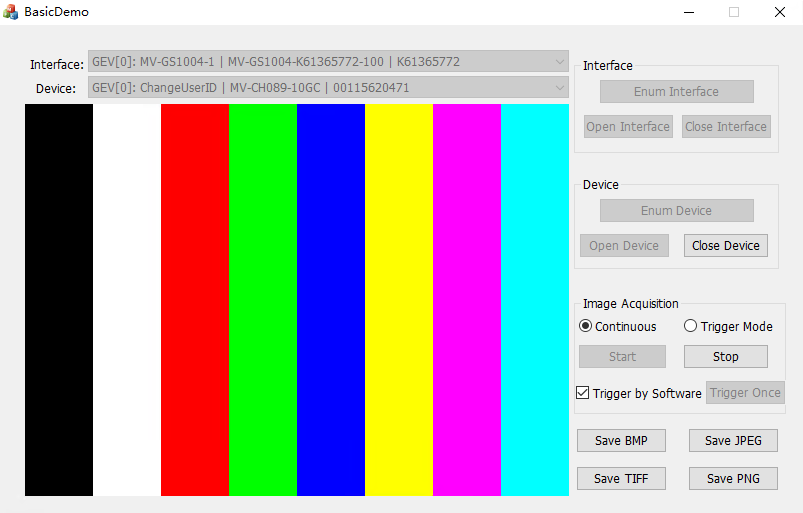 BasicDemo
Interface: GEV[0]: MV-GS1004-1 | MV-GS1004-K61365772-100 | K61365772
Device: GEV[0]: ChangeUserID | MV-CH089-10GC | 00115620471
Interface
Enum Interface
Open Interface Close Interface
Device
Enum Device
Open Device Close Device
Image Acquisition
Continuous Trigger Mode
Start Stop
Trigger by Software Trigger Once
Save BMP Save JPEG
Save TIFF Save PNG